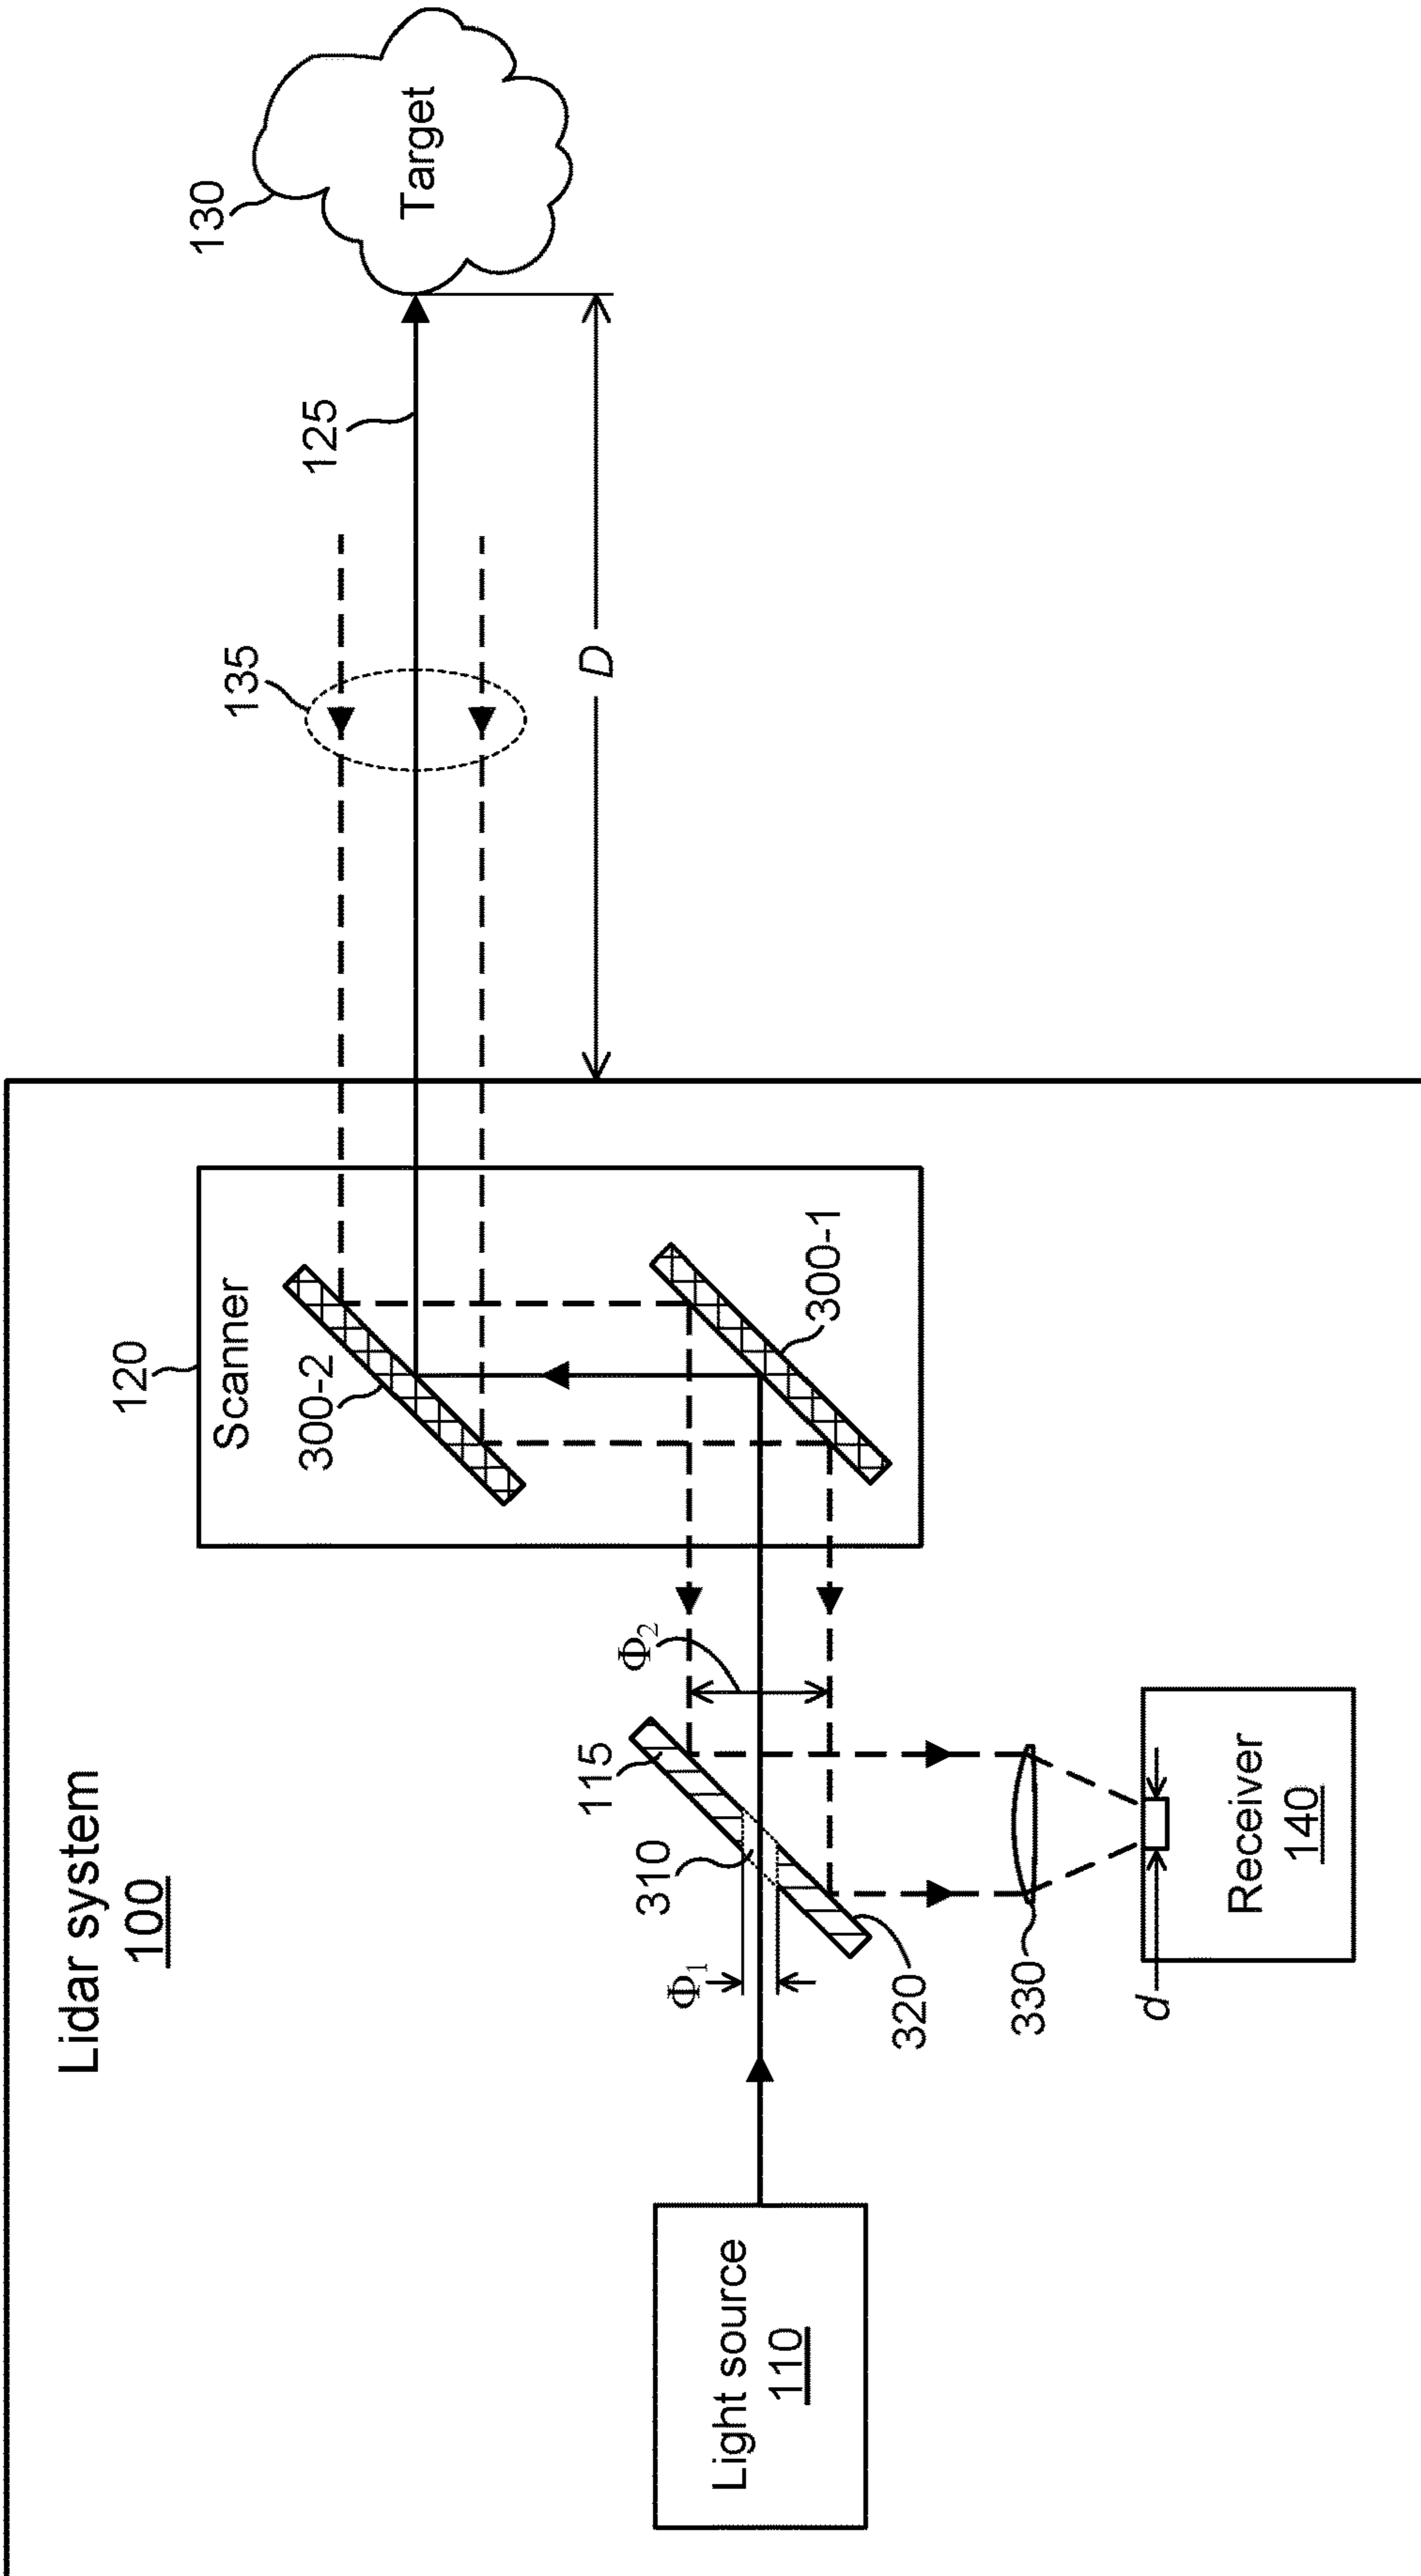 Lidar system
100
Light source
110
Φ1
310
115
320
Φ2
330
d
Receiver
140
120
Scanner
300-2
300-1
135
125
D
130
Target